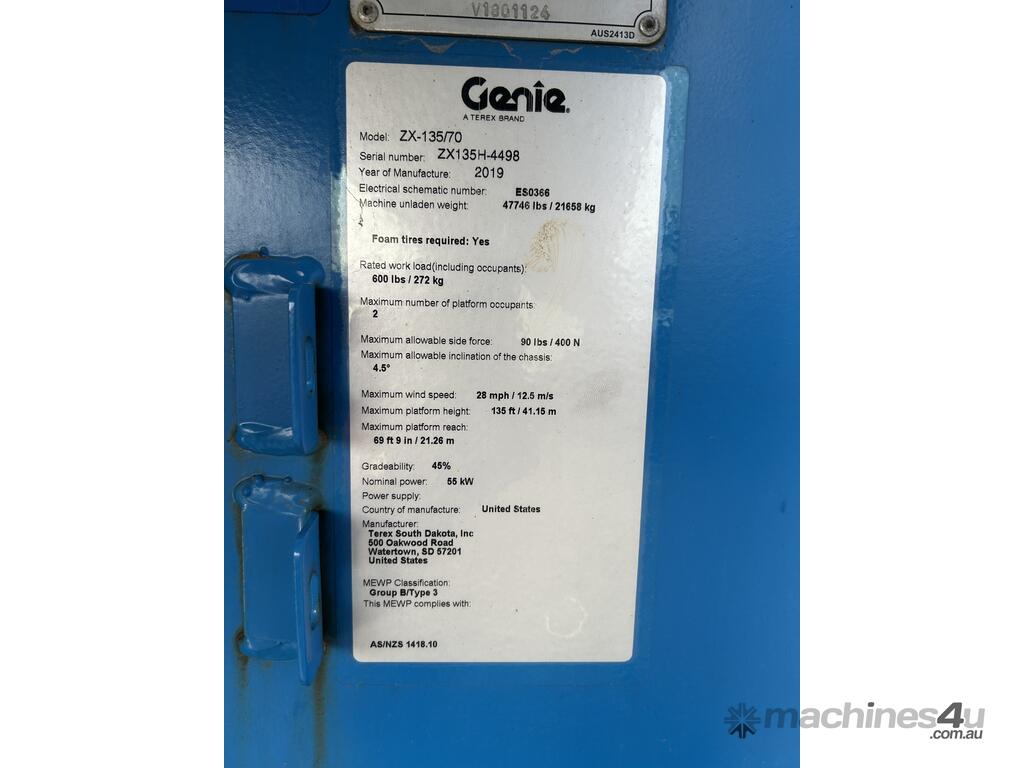 V1801124
AUS2413D
Genie
A TEREX BRAND
Model: ZX-135/70
Serial number: ZX135H-4498
Year of Manufacture: 2019
Electrical schematic number: ES0366
Machine unladen weight: 47746 lbs / 21658 kg
Foam tires required: Yes
Rated work load(including occupants):
600 lbs / 272 kg
Maximum number of platform occupants:
2
Maximum allowable side force: 90 lbs / 400 N
Maximum allowable inclination of the chassis:
4.5°
Maximum wind speed: 28 mph / 12.5 m/s
Maximum platform height: 135 ft / 41.15 m
Maximum platform reach:
69 ft 9 in / 21.26 m
Gradeability: 45%
Nominal power: 55 kW
Power supply:
Country of manufacture: United States
Manufacturer:
Terex South Dakota, Inc
500 Oakwood Road
Watertown, SD 57201
United States
MEWP Classification:
Group B/Type 3
This MEWP complies with:
AS/NZS 1418.10
machines4u
.com.au